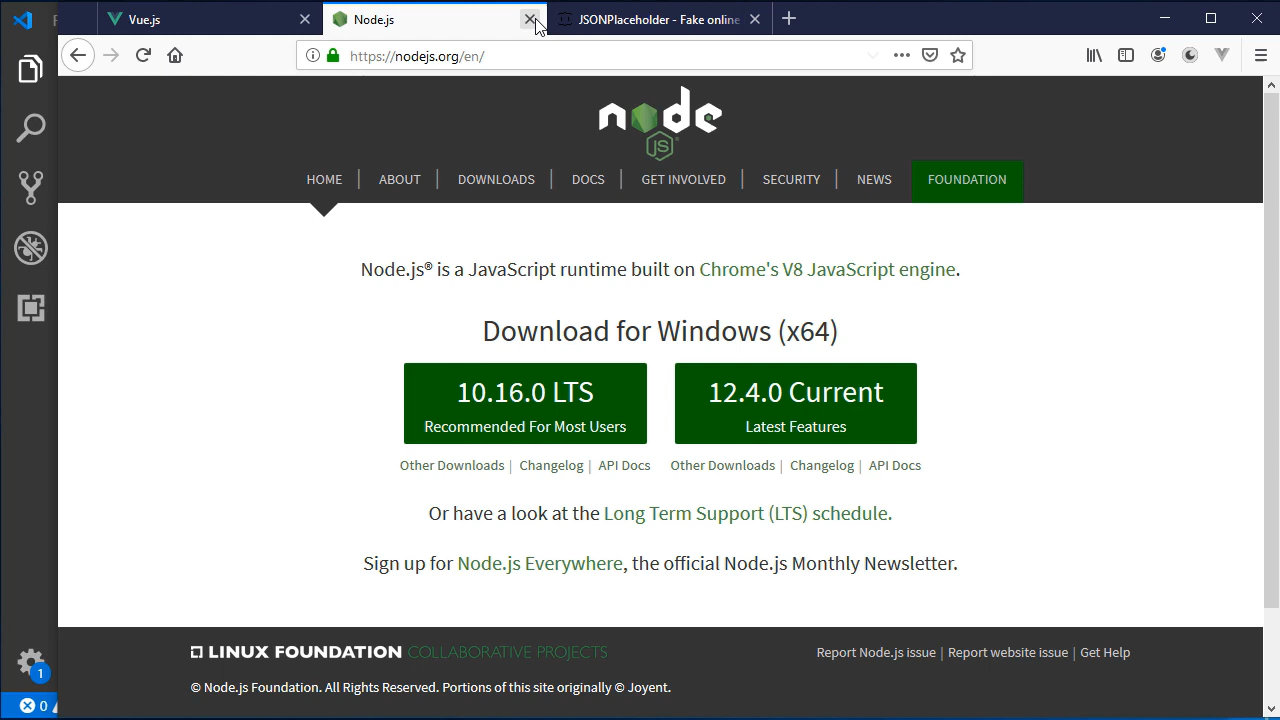 Vue.js
Node.js
JSONPlaceholder - Fake online
https://nodejs.org/en/
node
JS
HOME
ABOUT
DOWNLOADS
DOCS
GET INVOLVED
SECURITY
NEWS
FOUNDATION
Node.js® is a JavaScript runtime built on Chrome's V8 JavaScript engine.
Download for Windows (x64)
10.16.0 LTS
Recommended For Most Users
12.4.0 Current
Latest Features
Other Downloads | Changelog | API Docs
Other Downloads | Changelog | API Docs
Or have a look at the Long Term Support (LTS) schedule.
Sign up for Node.js Everywhere, the official Node.js Monthly Newsletter.
LINUX FOUNDATION COLLABORATIVE PROJECTS
Report Node.js issue | Report website issue | Get Help
© Node.js Foundation. All Rights Reserved. Portions of this site originally © Joyent.
1
0